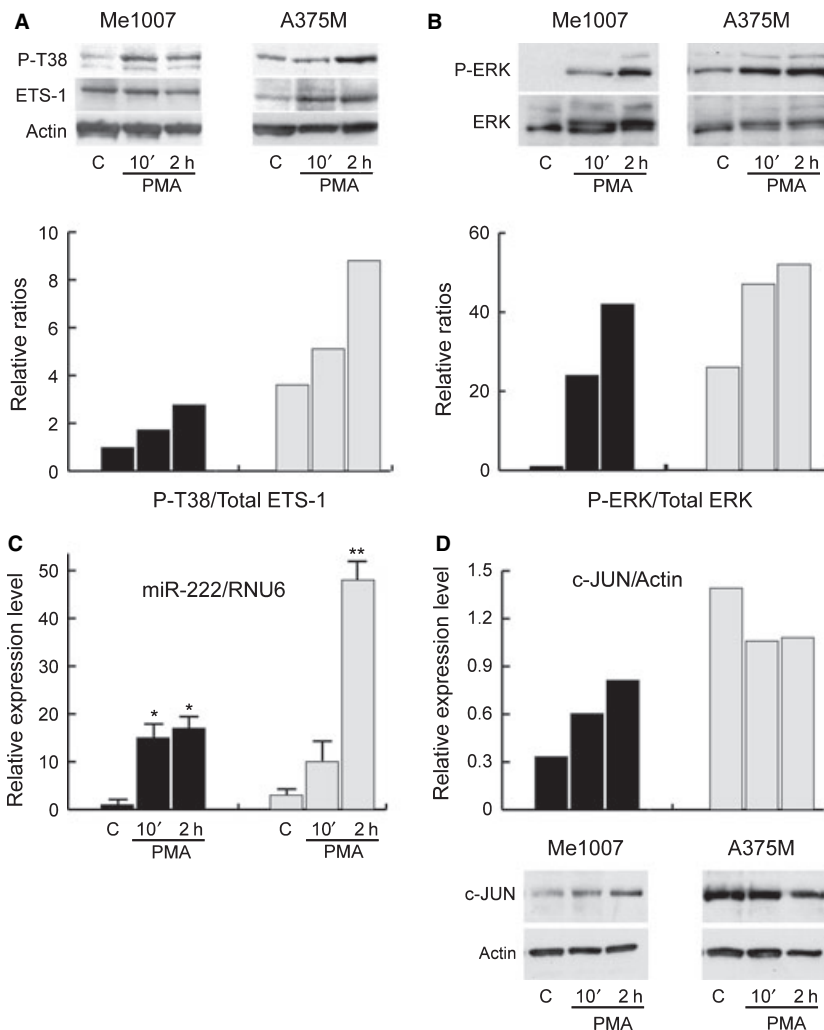 A
Me1007 A375M
P-T38
ETS-1
Actin
C 10′ 2 h C 10′ 2 h
PMA PMA
10
8
6
4
2
0
Relative ratios
P-T38/Total ETS-1
B
Me1007 A375M
P-ERK
ERK
C 10′ 2 h C 10′ 2 h
PMA PMA
60
40
20
0
Relative ratios
P-ERK/Total ERK
C
miR-222/RNU6
50
40
30
20
10
0
Relative expression level
* * **
C 10′ 2 h C 10′ 2 h
PMA PMA
D
c-JUN/Actin
1.5
1.2
0.9
0.6
0.3
0
Relative expression level
Me1007 A375M
c-JUN
Actin
C 10′ 2 h C 10′ 2 h
PMA PMA